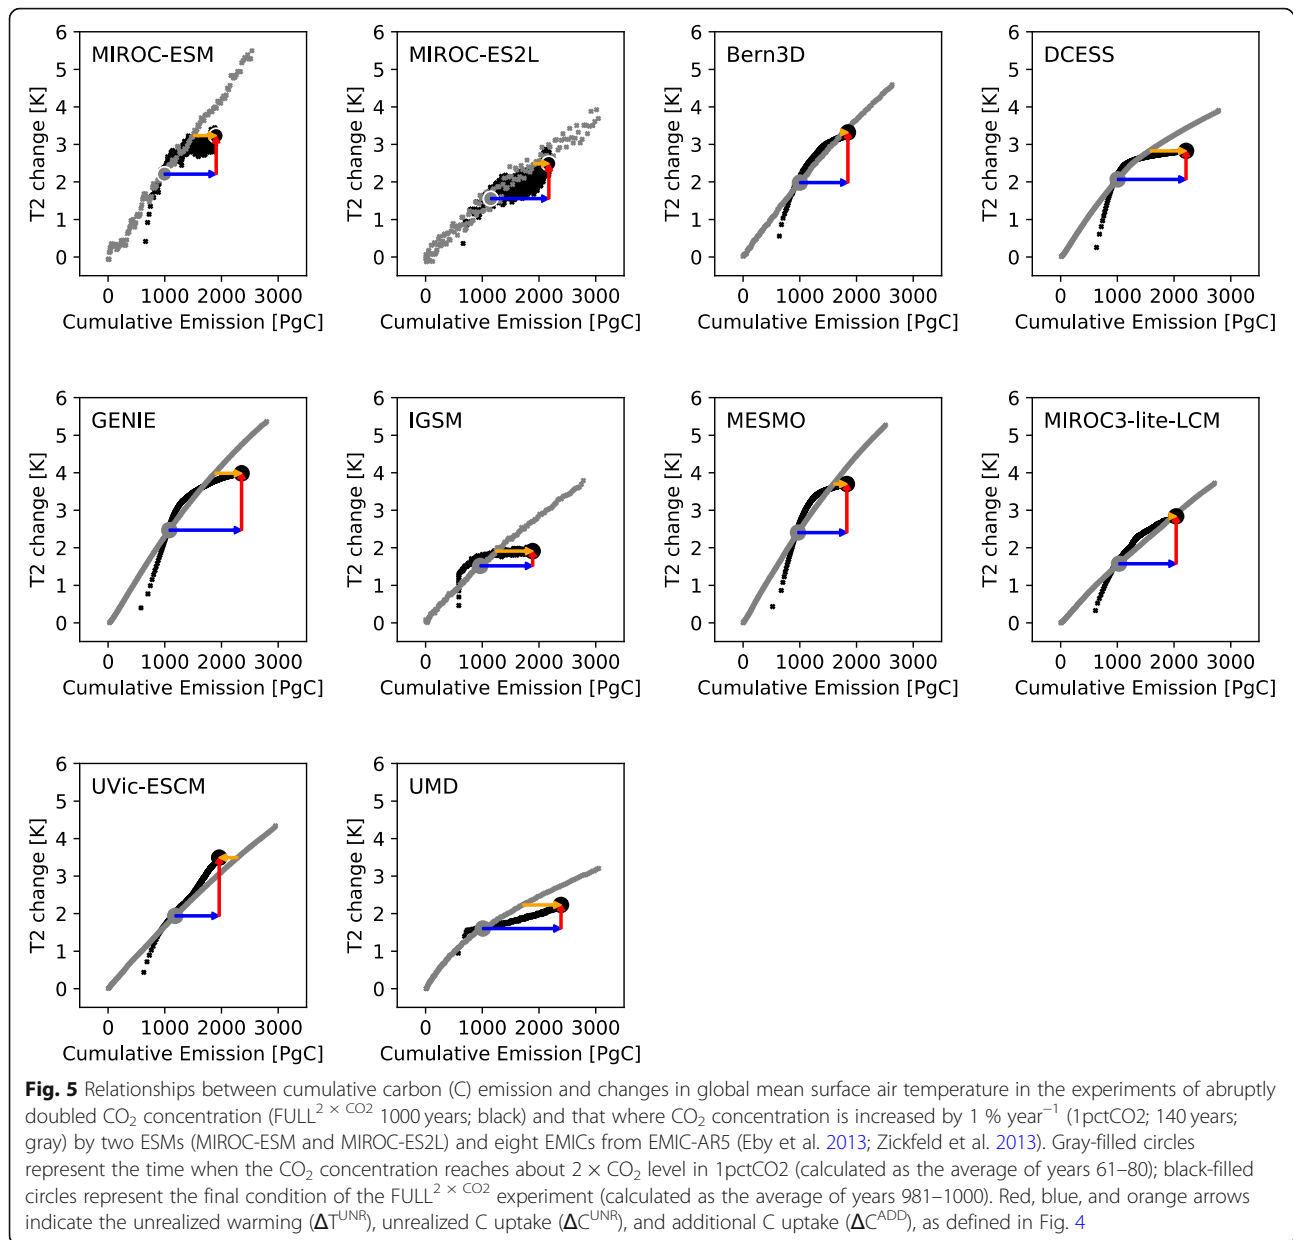 6
5
4
3
2
1
0
T2 change [K]
MIROC-ESM
0 1000 2000 3000
Cumulative Emission [PgC]
6
5
4
3
2
1
0
T2 change [K]
MIROC-ES2L
0 1000 2000 3000
Cumulative Emission [PgC]
6
5
4
3
2
1
0
T2 change [K]
Bern3D
0 1000 2000 3000
Cumulative Emission [PgC]
6
5
4
3
2
1
0
T2 change [K]
DCESS
0 1000 2000 3000
Cumulative Emission [PgC]
6
5
4
3
2
1
0
T2 change [K]
GENIE
0 1000 2000 3000
Cumulative Emission [PgC]
6
5
4
3
2
1
0
T2 change [K]
IGSM
0 1000 2000 3000
Cumulative Emission [PgC]
6
5
4
3
2
1
0
T2 change [K]
MESMO
0 1000 2000 3000
Cumulative Emission [PgC]
6
5
4
3
2
1
0
T2 change [K]
MIROC3-lite-LCM
0 1000 2000 3000
Cumulative Emission [PgC]
6
5
4
3
2
1
0
T2 change [K]
UVic-ESCM
0 1000 2000 3000
Cumulative Emission [PgC]
6
5
4
3
2
1
0
T2 change [K]
UMD
0 1000 2000 3000
Cumulative Emission [PgC]
Fig. 5 Relationships between cumulative carbon (C) emission and changes in global mean surface air temperature in the experiments of abruptly
doubled CO₂ concentration (FULL² ˣ ᶜᴼ² 1000 years; black) and that where CO₂ concentration is increased by 1 % year⁻¹ (1pctCO2; 140 years;
gray) by two ESMs (MIROC-ESM and MIROC-ES2L) and eight EMICs from EMIC-AR5 (Eby et al. 2013; Zickfeld et al. 2013). Gray-filled circles
represent the time when the CO₂ concentration reaches about 2 × CO₂ level in 1pctCO2 (calculated as the average of years 61–80); black-filled
circles represent the final condition of the FULL² ˣ ᶜᴼ² experiment (calculated as the average of years 981–1000). Red, blue, and orange arrows
indicate the unrealized warming (ΔTᵁᴺᴿ), unrealized C uptake (ΔCᵁᴺᴿ), and additional C uptake (ΔCᴬᴰᴰ), as defined in Fig. 4